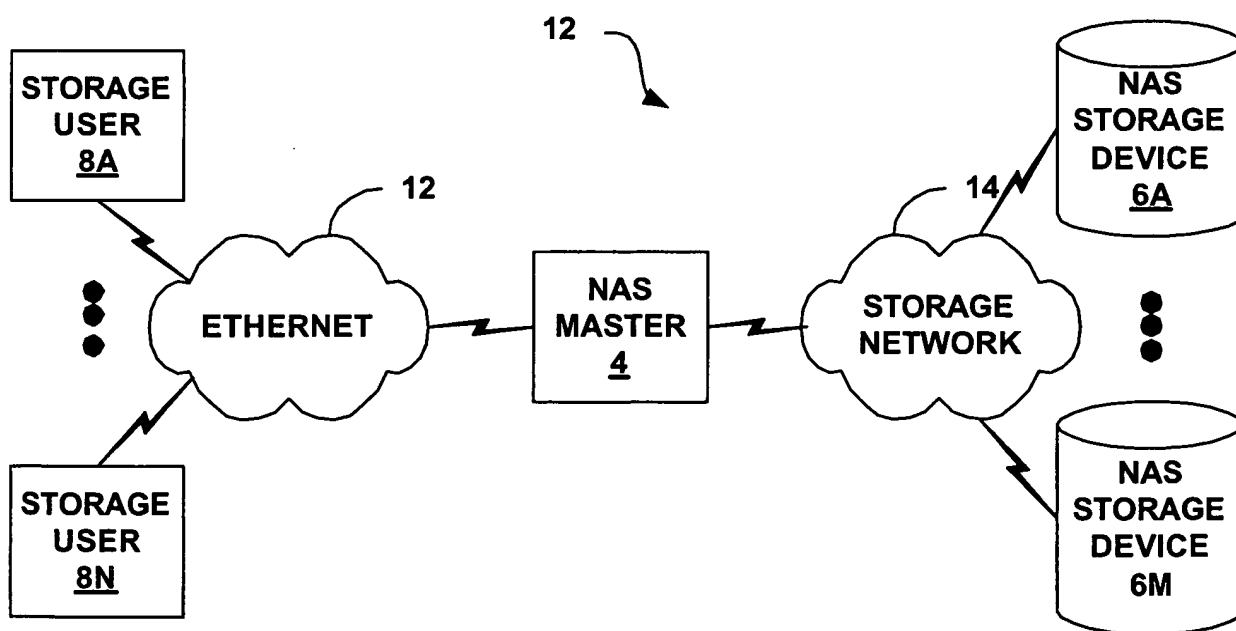 12
STORAGE
USER
8A
12
ETHERNET
NAS
MASTER
4
14
STORAGE
NETWORK
NAS
STORAGE
DEVICE
6A
STORAGE
USER
8N
NAS
STORAGE
DEVICE
6M